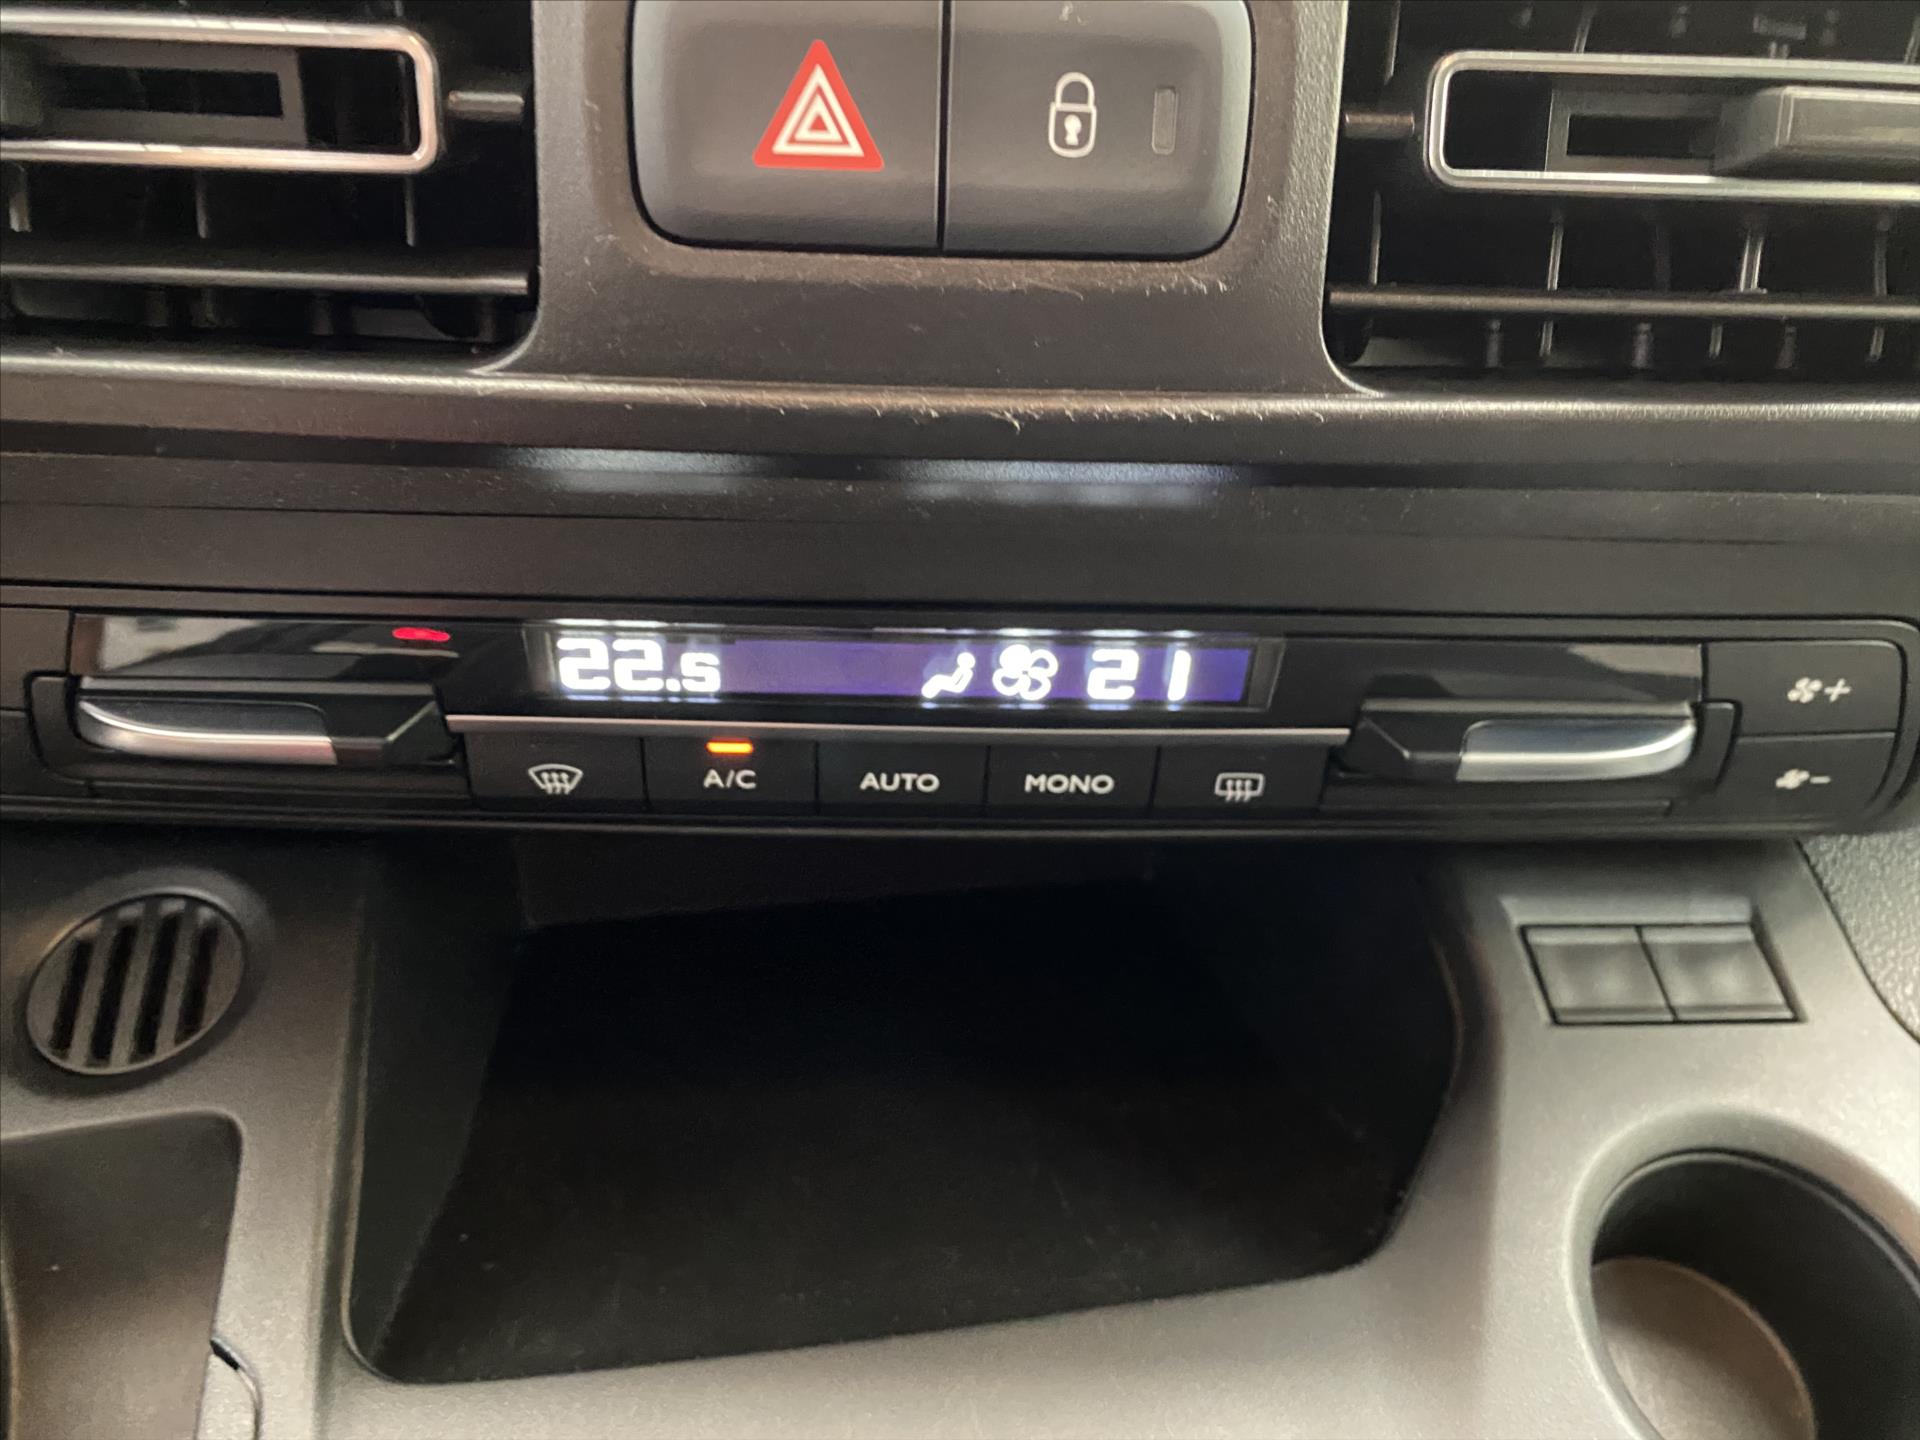 22.5 21
A/C AUTO MONO
+
-